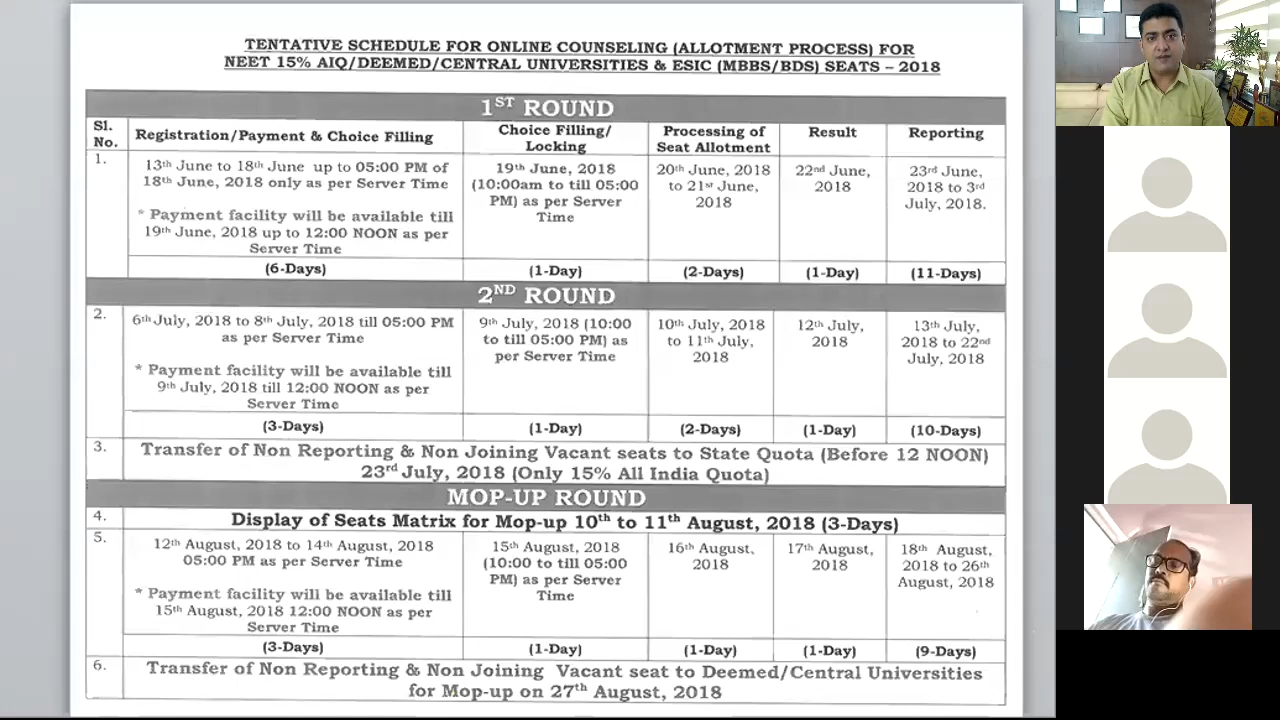 TENTATIVE SCHEDULE FOR ONLINE COUNSELING (ALLOTMENT PROCESS) FOR
NEET 15% AIQ/DEEMED/CENTRAL UNIVERSITIES & ESIC (MBBS/BDS) SEATS – 2018
1ST ROUND
Sl. No.
Registration/Payment & Choice Filling
Choice Filling/
Locking
Processing of
Seat Allotment
Result
Reporting
1.
13th June to 18th June up to 05:00 PM of
18th June, 2018 only as per Server Time
* Payment facility will be available till
19th June, 2018 up to 12:00 NOON as per
Server Time
(6-Days)
19th June, 2018
(10:00am to till 05:00
PM) as per Server
Time
(1-Day)
20th June, 2018
to 21st June,
2018
(2-Days)
22nd June,
2018
(1-Day)
23rd June,
2018 to 3rd
July, 2018.
(11-Days)
2ND ROUND
2.
6th July, 2018 to 8th July, 2018 till 05:00 PM
as per Server Time
* Payment facility will be available till
9th July, 2018 till 12:00 NOON as per
Server Time
(3-Days)
9th July, 2018 (10:00
to till 05:00 PM) as
per Server Time
(1-Day)
10th July, 2018
to 11th July,
2018
(2-Days)
12th July,
2018
(1-Day)
13th July,
2018 to 22nd
July, 2018
(10-Days)
3.
Transfer of Non Reporting & Non Joining Vacant seats to State Quota (Before 12 NOON)
23rd July, 2018 (Only 15% All India Quota)
MOP-UP ROUND
4.
Display of Seats Matrix for Mop-up 10th to 11th August, 2018 (3-Days)
5.
12th August, 2018 to 14th August, 2018
05:00 PM as per Server Time
* Payment facility will be available till
15th August, 2018 12:00 NOON as per
Server Time
(3-Days)
15th August, 2018
(10:00 to till 05:00
PM) as per Server
Time
(1-Day)
16th August,
2018
(1-Day)
17th August,
2018
(1-Day)
18th August,
2018 to 26th
August, 2018
(9-Days)
6.
Transfer of Non Reporting & Non Joining Vacant seat to Deemed/Central Universities
for Mop-up on 27th August, 2018